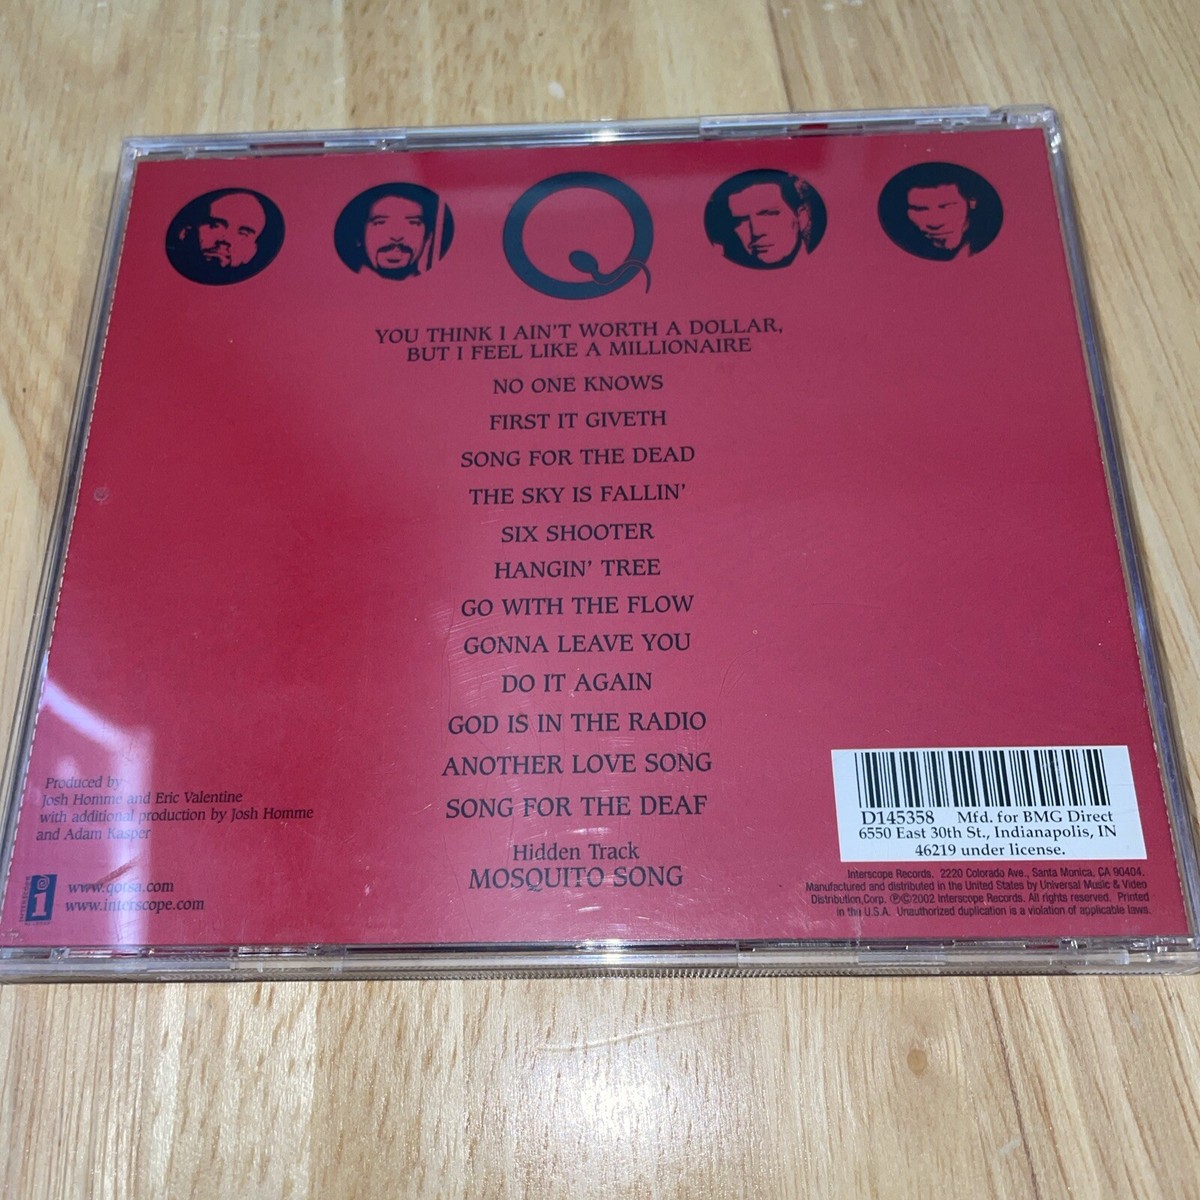 YOU THINK I AIN'T WORTH A DOLLAR,
BUT I FEEL LIKE A MILLIONAIRE
NO ONE KNOWS
FIRST IT GIVETH
SONG FOR THE DEAD
THE SKY IS FALLIN'
SIX SHOOTER
HANGIN' TREE
GO WITH THE FLOW
GONNA LEAVE YOU
DO IT AGAIN
GOD IS IN THE RADIO
ANOTHER LOVE SONG
SONG FOR THE DEAF
Hidden Track
MOSQUITO SONG
Produced by
Josh Homme and Eric Valentine
with additional production by Josh Homme
and Adam Kasper
INTERSCOPE
i
www.qotsa.com
www.interscope.com
D145358 Mfd. for BMG Direct
6550 East 30th St., Indianapolis, IN
46219 under license.
Interscope Records. 2220 Colorado Ave., Santa Monica, CA 90404.
Manufactured and distributed in the United States by Universal Music & Video
Distribution Corp. ℗©2002 Interscope Records. All rights reserved. Printed
in the U.S.A. Unauthorized duplication is a violation of applicable laws.